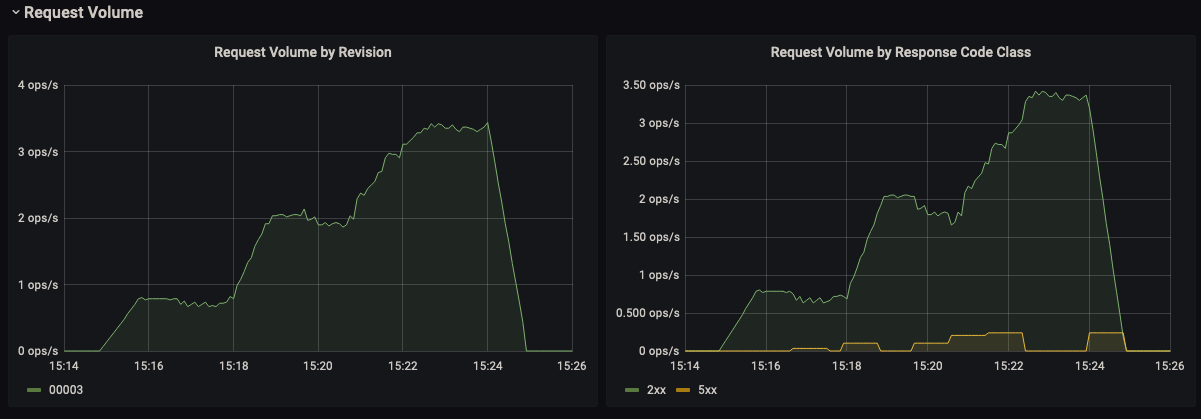 Request Volume
Request Volume by Revision
4 ops/s
3 ops/s
2 ops/s
1 ops/s
0 ops/s
15:14 15:16 15:18 15:20 15:22 15:24 15:26
00003
Request Volume by Response Code Class
3.50 ops/s
3 ops/s
2.50 ops/s
2 ops/s
1.50 ops/s
1 ops/s
0.500 ops/s
0 ops/s
15:14 15:16 15:18 15:20 15:22 15:24 15:26
2xx 5xx